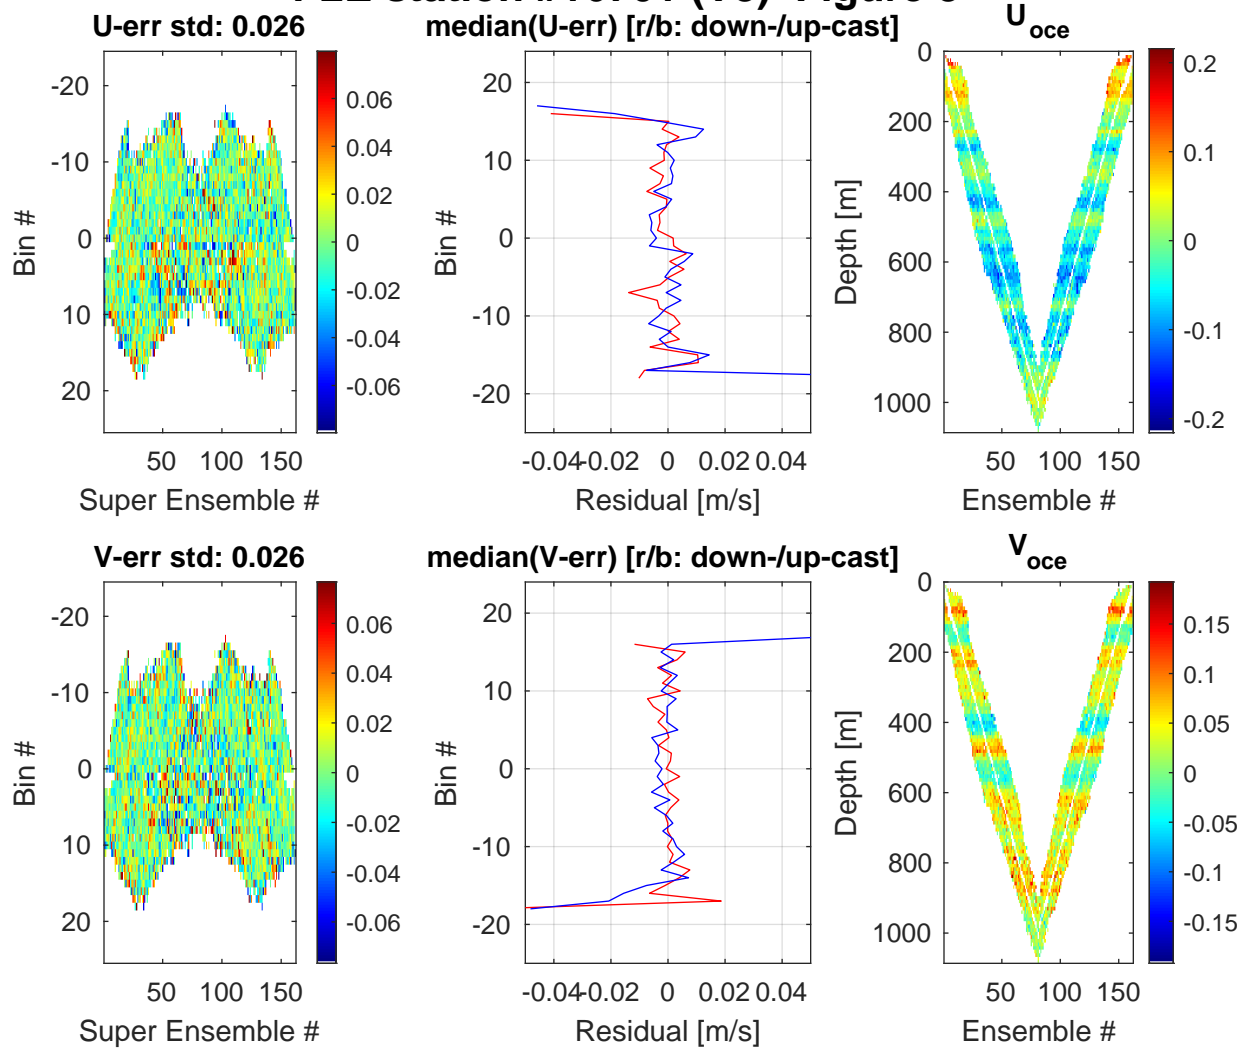 U-err std: 0.026
-20
-10
0
10
20
50 100 150
Super Ensemble #
Bin #
0.06
0.04
0.02
0
-0.02
-0.04
-0.06
median(U-err) [r/b: down-/up-cast]
20
10
0
-10
-20
-0.04 -0.02 0 0.02 0.04
Residual [m/s]
Bin #
U_oce
0
200
400
600
800
1000
50 100 150
Ensemble #
Depth [m]
0.2
0.1
0
-0.1
-0.2
V-err std: 0.026
-20
-10
0
10
20
50 100 150
Super Ensemble #
Bin #
0.06
0.04
0.02
0
-0.02
-0.04
-0.06
median(V-err) [r/b: down-/up-cast]
20
10
0
-10
-20
-0.04 -0.02 0 0.02 0.04
Residual [m/s]
Bin #
V_oce
0
200
400
600
800
1000
50 100 150
Ensemble #
Depth [m]
0.15
0.1
0.05
0
-0.05
-0.1
-0.15